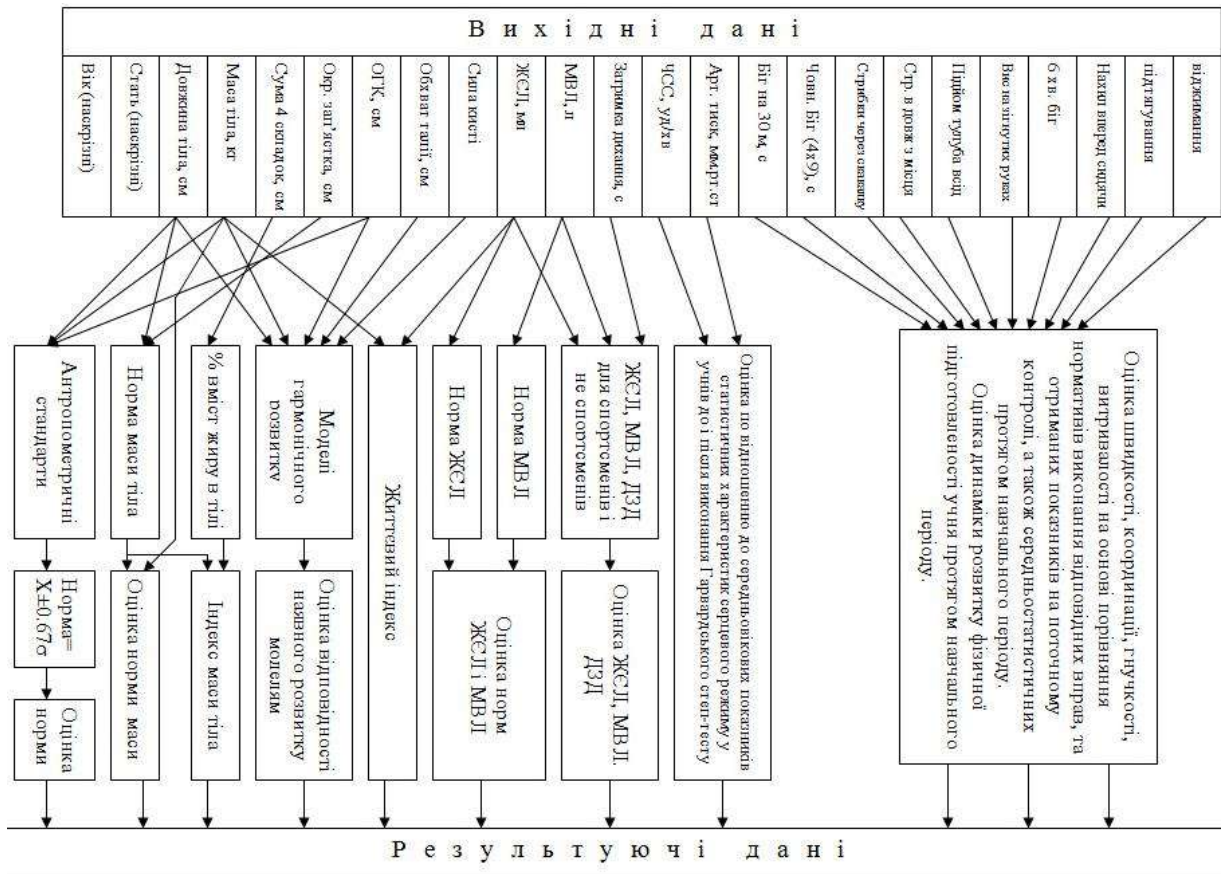 Вихідні дані
Вік (наскрізні)
Стать (наскрізні)
Довжина тіла, см
Маса тіла, кг
Сума 4 складок, см
Окр. зап'ястка, см
ОГК, см
Обхват талії, см
Сила кисті
ЖЄЛ, мл
МВЛ, л
Затримка дихання, с
ЧСС, уд/хв
Арт. тиск, мм.рт.ст
Біг на 30 м, с
Човн. Біг (4х9), с
Стрибки через скакалку
Стр. в довж з місця
Підйом тулуба всід
Вис на зігнутих руках
6 хв. біг
Нахил вперед сидячи
підтягування
віджимання
Антропометричні
стандарти
Норма маси тіла
% вміст жиру в тілі
Моделі
гармонічного
розвитку
Життєвий індекс
Норма ЖЄЛ
Норма МВЛ
ЖЄЛ, МВЛ, ДЗД
для спортсменів і
не спортсменів
Оцінка по відношенню до середньовікових показників
статистичних характеристик серцевого режиму у
учнів до і після виконання Гарвардського степ-тесту
Оцінка швидкості, координації, гнучкості,
витривалості на основі порівняння
нормативів виконання відповідних вправ, та
отриманих показників на поточному
контролі, а також середньостатистичних
протягом навчального періоду.
Оцінка динаміки розвитку фізичної
підготовленості учня протягом навчального
періоду.
Норма=
X±0.67σ
Оцінка
норми
Оцінка норми маси
Індекс маси тіла
Оцінка відповідності
наявного розвитку
моделям
Оцінка норм
ЖЄЛ і МВЛ
Оцінка ЖЄЛ, МВЛ.
ДЗД
Результуючі дані